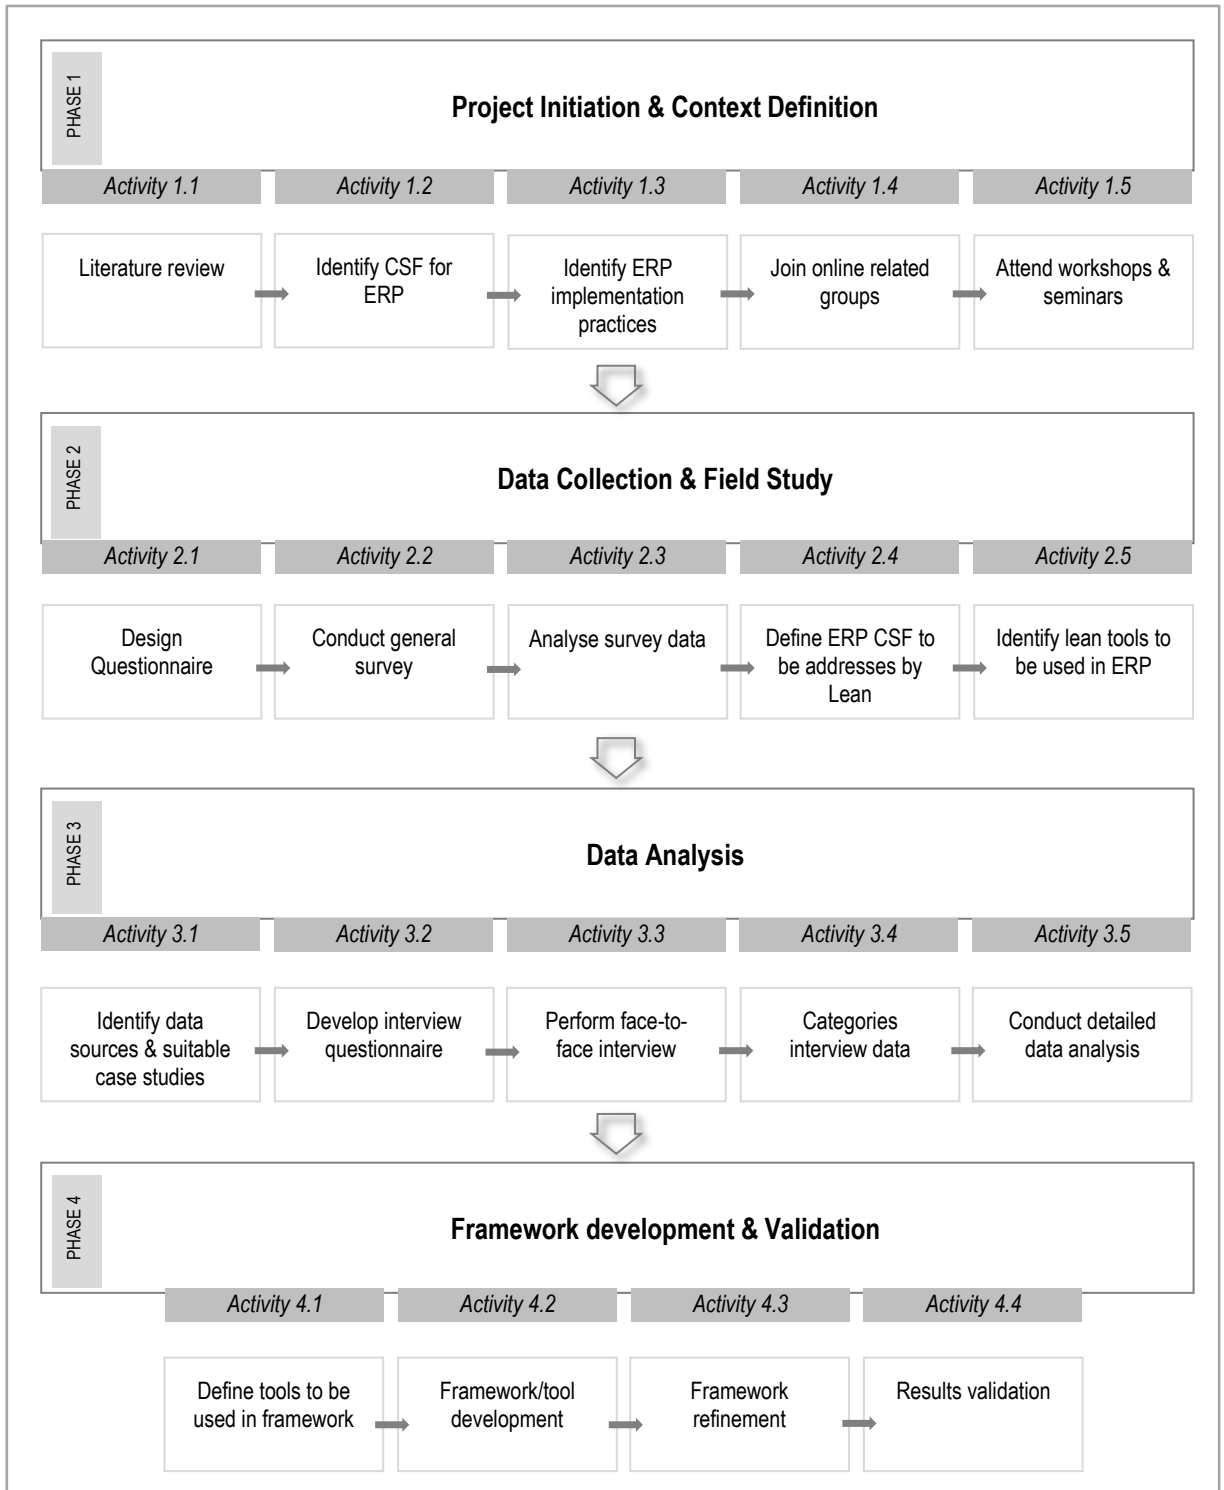 PHASE 1
Project Initiation & Context Definition
Activity 1.1
Activity 1.2
Activity 1.3
Activity 1.4
Activity 1.5
Literature review
Identify CSF for
ERP
Identify ERP
implementation
practices
Join online related
groups
Attend workshops &
seminars
PHASE 2
Data Collection & Field Study
Activity 2.1
Activity 2.2
Activity 2.3
Activity 2.4
Activity 2.5
Design
Questionnaire
Conduct general
survey
Analyse survey data
Define ERP CSF to
be addresses by
Lean
Identify lean tools to
be used in ERP
PHASE 3
Data Analysis
Activity 3.1
Activity 3.2
Activity 3.3
Activity 3.4
Activity 3.5
Identify data
sources & suitable
case studies
Develop interview
questionnaire
Perform face-to-
face interview
Categories
interview data
Conduct detailed
data analysis
PHASE 4
Framework development & Validation
Activity 4.1
Activity 4.2
Activity 4.3
Activity 4.4
Define tools to be
used in framework
Framework/tool
development
Framework
refinement
Results validation